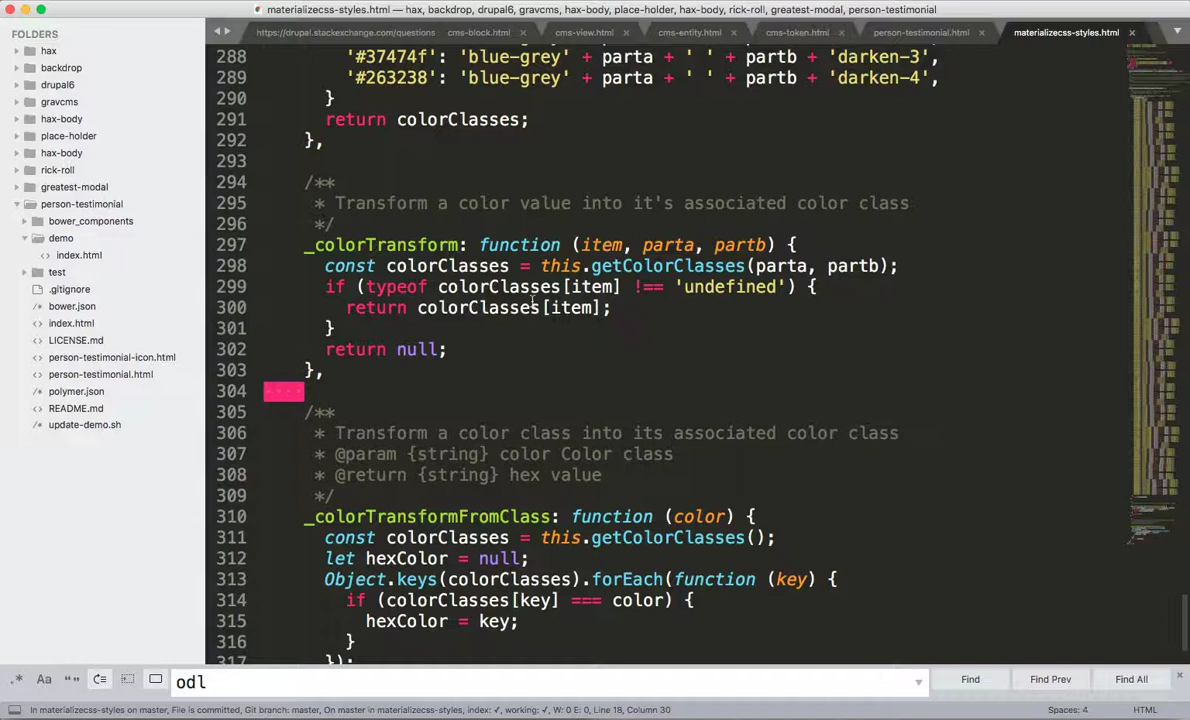 materializecss-styles.html — hax, backdrop, drupal6, gravcms, hax-body, place-holder, hax-body, rick-roll, greatest-modal, person-testimonial
https://drupal.stackexchange.com/questions cms-block.html cms-view.html cms-entity.html cms-token.html person-testimonial.html materializecss-styles.html
FOLDERS
hax
backdrop
drupal6
gravcms
hax-body
place-holder
hax-body
rick-roll
greatest-modal
person-testimonial
bower_components
demo
index.html
test
.gitignore
bower.json
index.html
LICENSE.md
person-testimonial-icon.html
person-testimonial.html
polymer.json
README.md
update-demo.sh
288 '#37474f': 'blue-grey' + parta + ' ' + partb + 'darken-3',
289 '#263238': 'blue-grey' + parta + ' ' + partb + 'darken-4',
290 }
291 return colorClasses;
292 },
293
294 /**
295 * Transform a color value into it's associated color class
296 */
297 _colorTransform: function (item, parta, partb) {
298 const colorClasses = this.getColorClasses(parta, partb);
299 if (typeof colorClasses[item] !== 'undefined') {
300 return colorClasses[item];
301 }
302 return null;
303 },
304
305 /**
306 * Transform a color class into its associated color class
307 * @param {string} color Color class
308 * @return {string} hex value
309 */
310 _colorTransformFromClass: function (color) {
311 const colorClasses = this.getColorClasses();
312 let hexColor = null;
313 Object.keys(colorClasses).forEach(function (key) {
314 if (colorClasses[key] === color) {
315 hexColor = key;
316 }
317 });
.* Aa “” odl Find Find Prev Find All
In materializecss-styles on master, File is committed, Git branch: master, On master in materializecss-styles, index: ✓, working: ✓, W: 0 E: 0, Line 18, Column 30 Spaces: 4 HTML